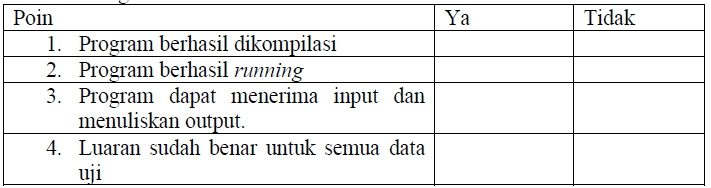 Poin Ya Tidak
1. Program berhasil dikompilasi
2. Program berhasil running
3. Program dapat menerima input dan
menuliskan output.
4. Luaran sudah benar untuk semua data
uji